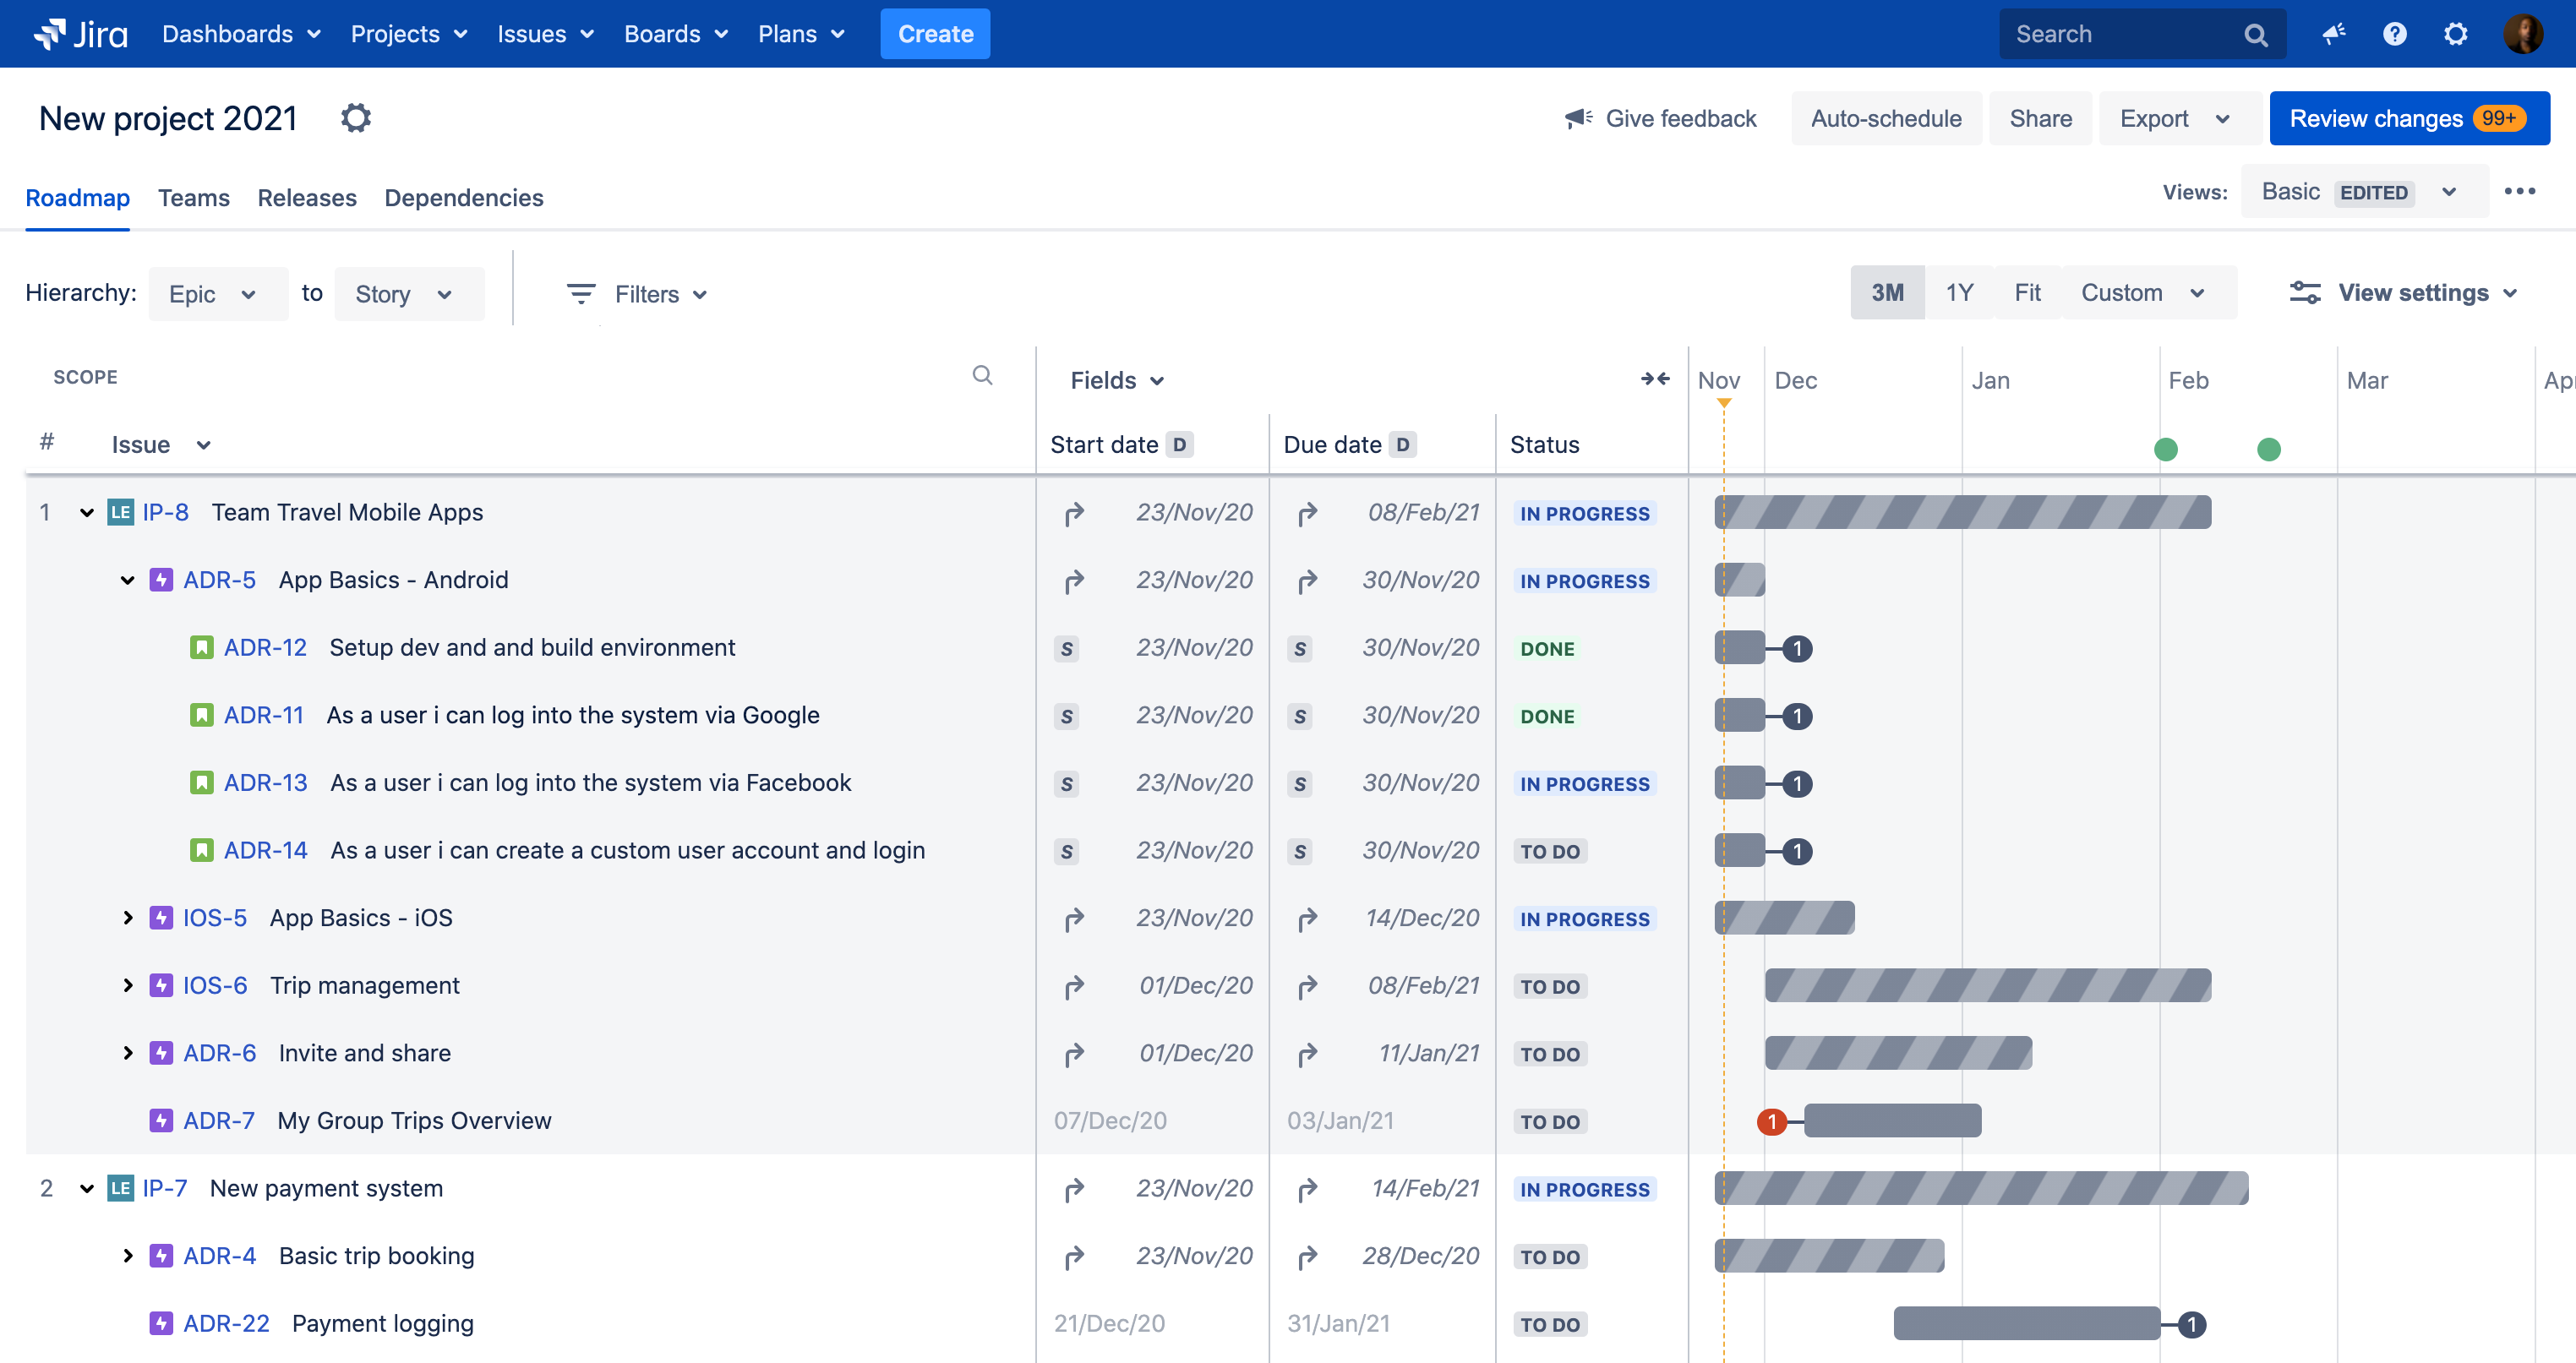 Jira Dashboards Projects Issues Boards Plans Create Search
New project 2021 Give feedback Auto-schedule Share Export Review changes 99+
Roadmap Teams Releases Dependencies Views: Basic EDITED
Hierarchy: Epic to Story Filters 3M 1Y Fit Custom View settings
SCOPE Fields Nov Dec Jan Feb Mar Apr
# Issue Start date D Due date D Status
1 LE IP-8 Team Travel Mobile Apps 23/Nov/20 08/Feb/21 IN PROGRESS
ADR-5 App Basics - Android 23/Nov/20 30/Nov/20 IN PROGRESS
ADR-12 Setup dev and and build environment S 23/Nov/20 S 30/Nov/20 DONE 1
ADR-11 As a user i can log into the system via Google S 23/Nov/20 S 30/Nov/20 DONE 1
ADR-13 As a user i can log into the system via Facebook S 23/Nov/20 S 30/Nov/20 IN PROGRESS 1
ADR-14 As a user i can create a custom user account and login S 23/Nov/20 S 30/Nov/20 TO DO 1
IOS-5 App Basics - iOS 23/Nov/20 14/Dec/20 IN PROGRESS
IOS-6 Trip management 01/Dec/20 08/Feb/21 TO DO
ADR-6 Invite and share 01/Dec/20 11/Jan/21 TO DO
ADR-7 My Group Trips Overview 07/Dec/20 03/Jan/21 TO DO 1
2 LE IP-7 New payment system 23/Nov/20 14/Feb/21 IN PROGRESS
ADR-4 Basic trip booking 23/Nov/20 28/Dec/20 TO DO
ADR-22 Payment logging 21/Dec/20 31/Jan/21 TO DO 1